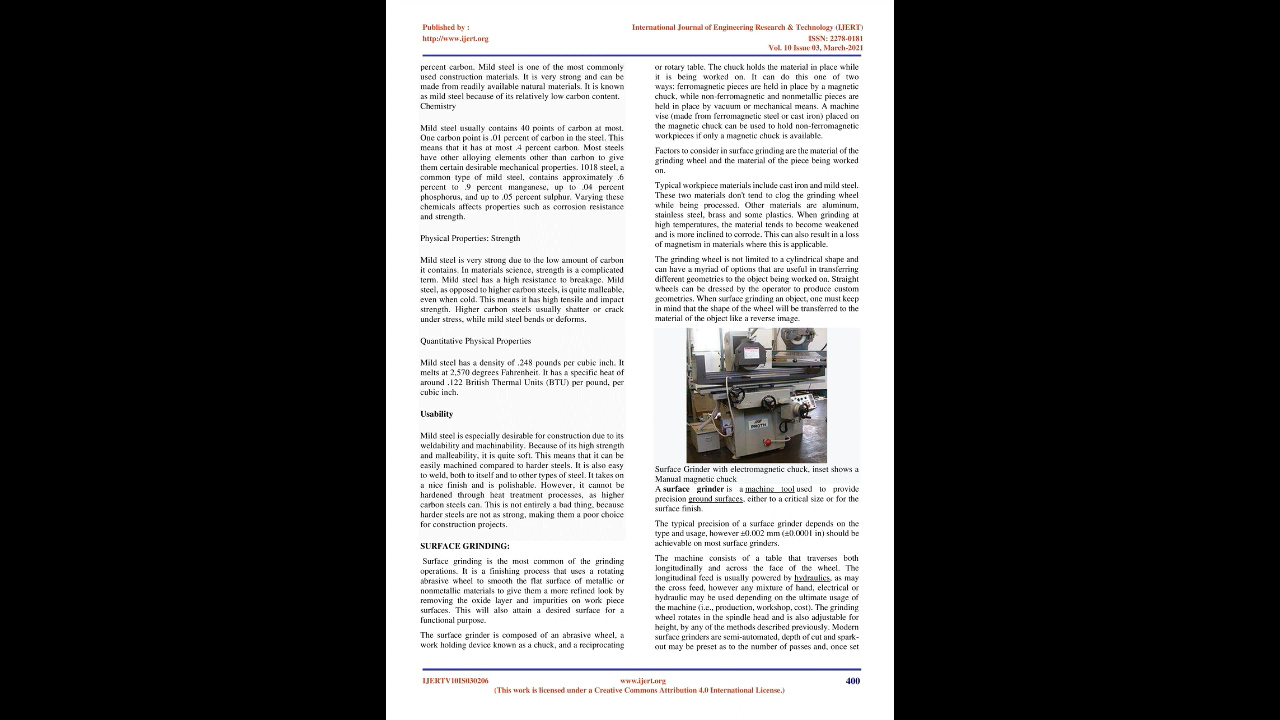 Published by :
http://www.ijert.org
International Journal of Engineering Research & Technology (IJERT)
ISSN: 2278-0181
Vol. 10 Issue 03, March-2021
percent carbon. Mild steel is one of the most commonly
used construction materials. It is very strong and can be
made from readily available natural materials. It is known
as mild steel because of its relatively low carbon content.
Chemistry
Mild steel usually contains 40 points of carbon at most.
One carbon point is .01 percent of carbon in the steel. This
means that it has at most .4 percent carbon. Most steels
have other alloying elements other than carbon to give
them certain desirable mechanical properties. 1018 steel, a
common type of mild steel, contains approximately .6
percent to .9 percent manganese, up to .04 percent
phosphorus, and up to .05 percent sulphur. Varying these
chemicals affects properties such as corrosion resistance
and strength.
Physical Properties: Strength
Mild steel is very strong due to the low amount of carbon
it contains. In materials science, strength is a complicated
term. Mild steel has a high resistance to breakage. Mild
steel, as opposed to higher carbon steels, is quite malleable,
even when cold. This means it has high tensile and impact
strength. Higher carbon steels usually shatter or crack
under stress, while mild steel bends or deforms.
Quantitative Physical Properties
Mild steel has a density of .248 pounds per cubic inch. It
melts at 2,570 degrees Fahrenheit. It has a specific heat of
around .122 British Thermal Units (BTU) per pound, per
cubic inch.
Usability
Mild steel is especially desirable for construction due to its
weldability and machinability. Because of its high strength
and malleability, it is quite soft. This means that it can be
easily machined compared to harder steels. It is also easy
to weld, both to itself and to other types of steel. It takes on
a nice finish and is polishable. However, it cannot be
hardened through heat treatment processes, as higher
carbon steels can. This is not entirely a bad thing, because
harder steels are not as strong, making them a poor choice
for construction projects.
SURFACE GRINDING:
Surface grinding is the most common of the grinding
operations. It is a finishing process that uses a rotating
abrasive wheel to smooth the flat surface of metallic or
nonmetallic materials to give them a more refined look by
removing the oxide layer and impurities on work piece
surfaces. This will also attain a desired surface for a
functional purpose.
The surface grinder is composed of an abrasive wheel, a
work holding device known as a chuck, and a reciprocating
or rotary table. The chuck holds the material in place while
it is being worked on. It can do this one of two
ways: ferromagnetic pieces are held in place by a magnetic
chuck, while non-ferromagnetic and nonmetallic pieces are
held in place by vacuum or mechanical means. A machine
vise (made from ferromagnetic steel or cast iron) placed on
the magnetic chuck can be used to hold non-ferromagnetic
workpieces if only a magnetic chuck is available.
Factors to consider in surface grinding are the material of the
grinding wheel and the material of the piece being worked
on.
Typical workpiece materials include cast iron and mild steel.
These two materials don't tend to clog the grinding wheel
while being processed. Other materials are aluminum,
stainless steel, brass and some plastics. When grinding at
high temperatures, the material tends to become weakened
and is more inclined to corrode. This can also result in a loss
of magnetism in materials where this is applicable.
The grinding wheel is not limited to a cylindrical shape and
can have a myriad of options that are useful in transferring
different geometries to the object being worked on. Straight
wheels can be dressed by the operator to produce custom
geometries. When surface grinding an object, one must keep
in mind that the shape of the wheel will be transferred to the
material of the object like a reverse image.
Surface Grinder with electromagnetic chuck, inset shows a
Manual magnetic chuck
A surface grinder is a machine tool used to provide
precision ground surfaces, either to a critical size or for the
surface finish.
The typical precision of a surface grinder depends on the
type and usage, however ±0.002 mm (±0.0001 in) should be
achievable on most surface grinders.
The machine consists of a table that traverses both
longitudinally and across the face of the wheel. The
longitudinal feed is usually powered by hydraulics, as may
the cross feed, however any mixture of hand, electrical or
hydraulic may be used depending on the ultimate usage of
the machine (i.e., production, workshop, cost). The grinding
wheel rotates in the spindle head and is also adjustable for
height, by any of the methods described previously. Modern
surface grinders are semi-automated, depth of cut and spark-
out may be preset as to the number of passes and, once set
IJERTV10IS030206
www.ijert.org
400
(This work is licensed under a Creative Commons Attribution 4.0 International License.)